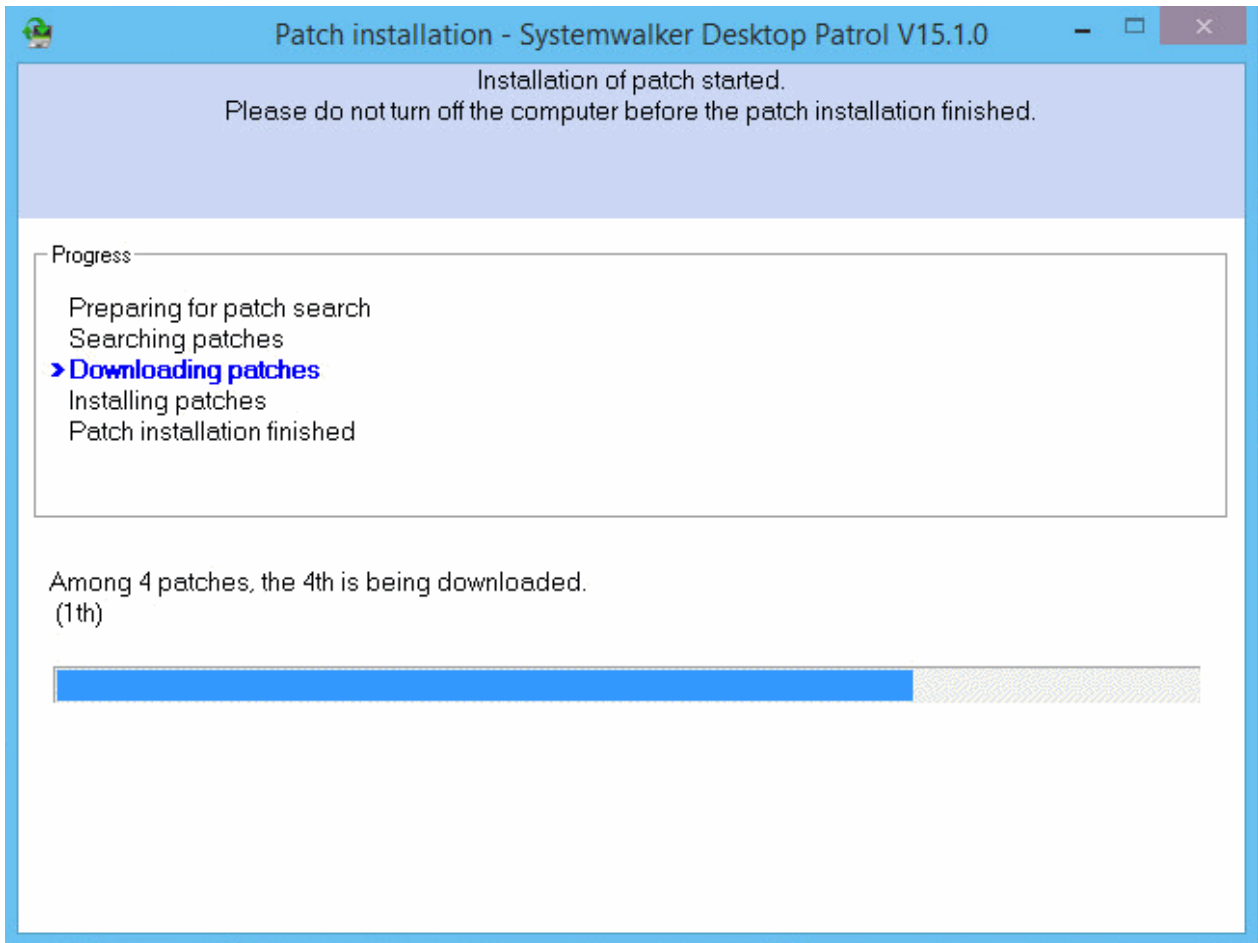 Patch installation - Systemwalker Desktop Patrol V15.1.0
Installation of patch started.
Please do not turn off the computer before the patch installation finished.
Progress
Preparing for patch search
Searching patches
Downloading patches
Installing patches
Patch installation finished
Among 4 patches, the 4th is being downloaded.
(1th)